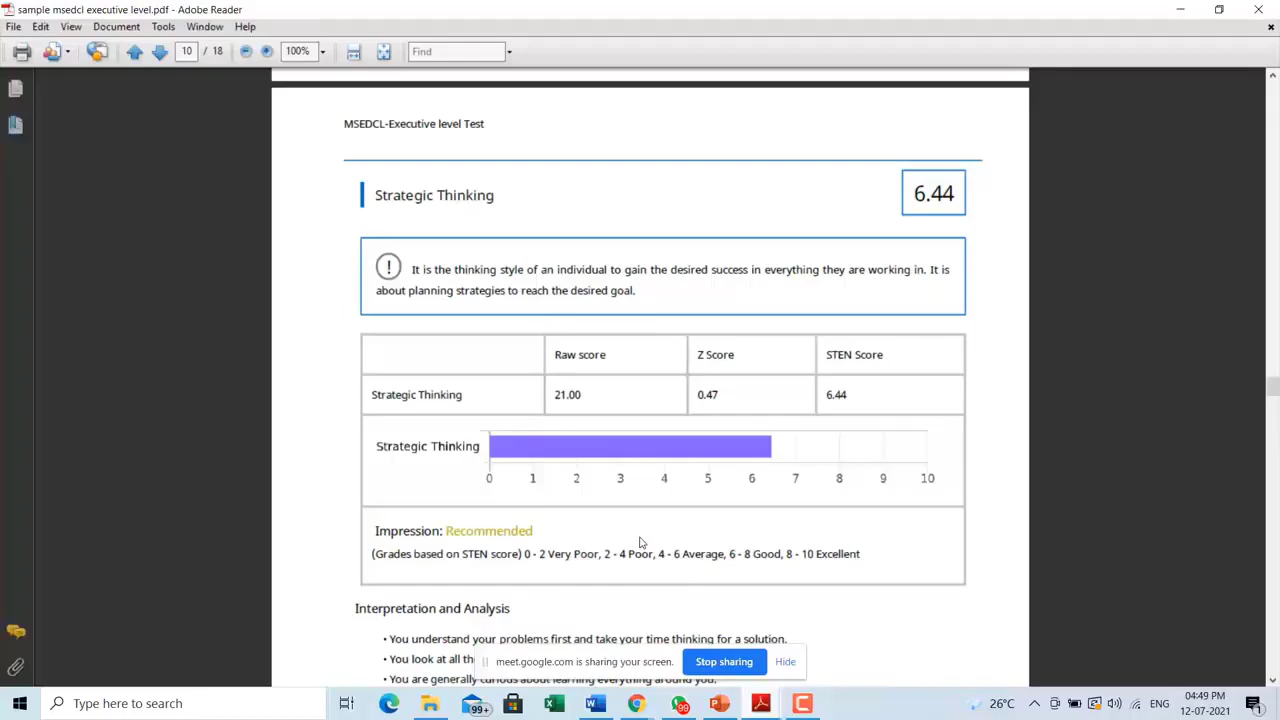 sample msedcl executive level.pdf - Adobe Reader
File Edit View Document Tools Window Help
10 / 18 100% Find
MSEDCL-Executive level Test
Strategic Thinking
6.44
! It is the thinking style of an individual to gain the desired success in everything they are working in. It is
about planning strategies to reach the desired goal.
Raw score Z Score STEN Score
Strategic Thinking 21.00 0.47 6.44
Strategic Thinking
0 1 2 3 4 5 6 7 8 9 10
Impression: Recommended
(Grades based on STEN score) 0 - 2 Very Poor, 2 - 4 Poor, 4 - 6 Average, 6 - 8 Good, 8 - 10 Excellent
Interpretation and Analysis
• You understand your problems first and take your time thinking for a solution.
• You look at all the
• You are generally curious about learning everything around you.
meet.google.com is sharing your screen. Stop sharing Hide
Type here to search
99+
99
26°C
ENG
04:49 PM
12-07-2021
1